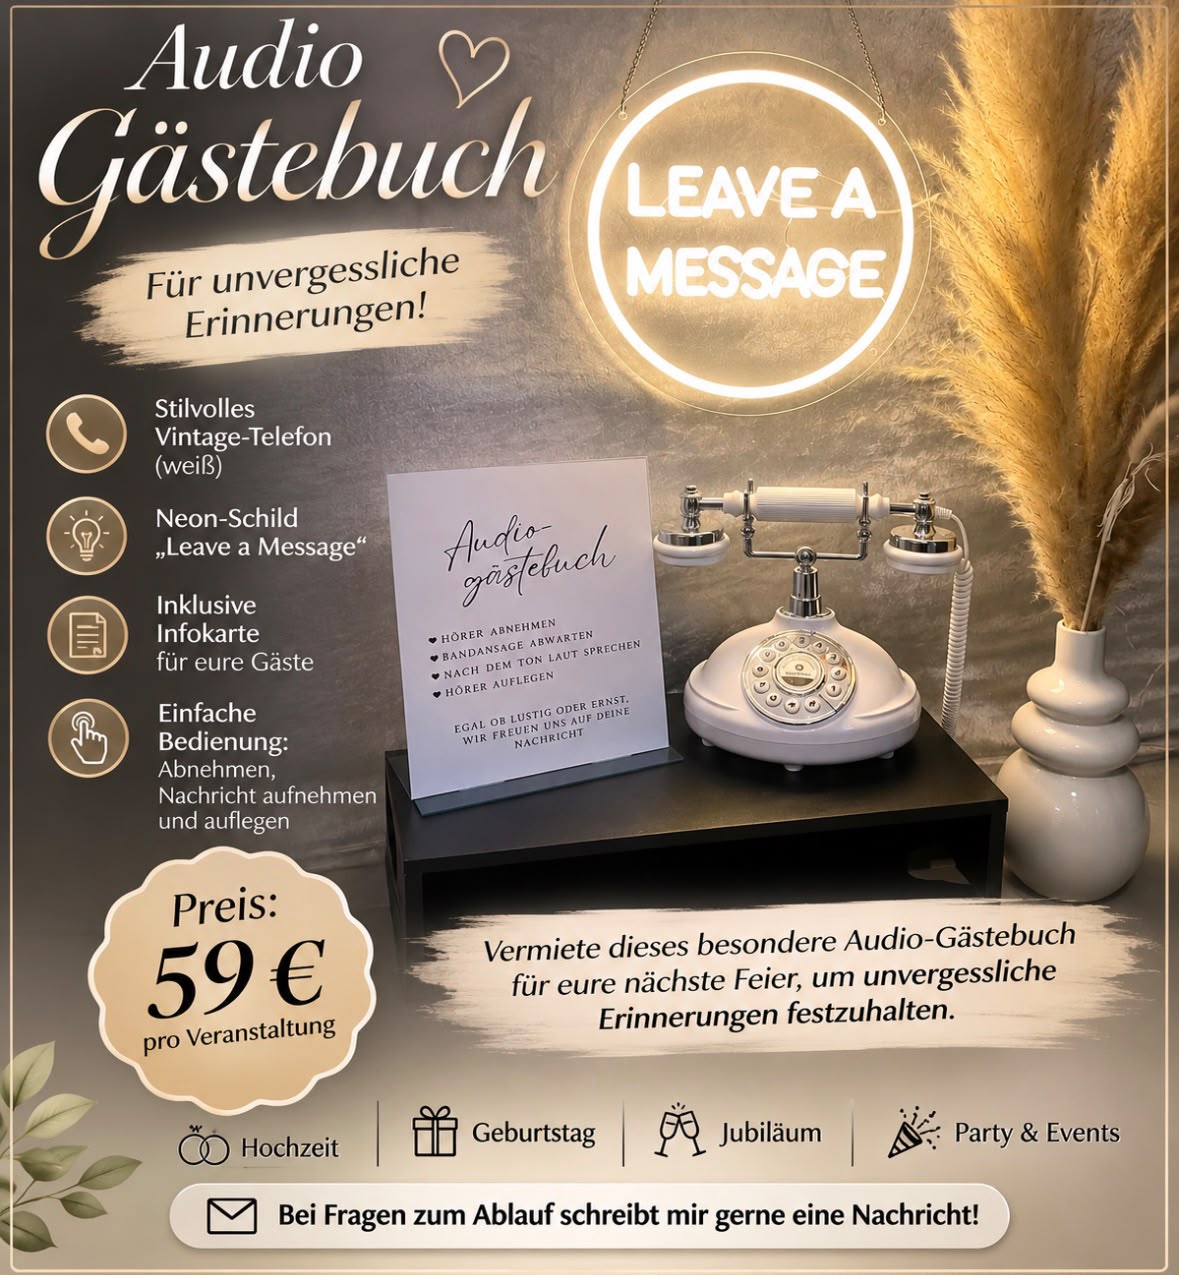 Audio
Gästebuch
Für unvergessliche
Erinnerungen!
LEAVE A
MESSAGE
Stilvolles
Vintage-Telefon
(weiß)
Neon-Schild
„Leave a Message“
Inklusive
Infokarte
für eure Gäste
Einfache
Bedienung:
Abnehmen,
Nachricht aufnehmen
und auflegen
Audio-
gästebuch
HÖRER ABNEHMEN
BANDANSAGE ABWARTEN
NACH DEM TON LAUT SPRECHEN
HÖRER AUFLEGEN
EGAL OB LUSTIG ODER ERNST,
WIR FREUEN UNS AUF DEINE
NACHRICHT
Preis:
59 €
pro Veranstaltung
Vermiete dieses besondere Audio-Gästebuch
für eure nächste Feier, um unvergessliche
Erinnerungen festzuhalten.
Hochzeit
Geburtstag
Jubiläum
Party & Events
Bei Fragen zum Ablauf schreibt mir gerne eine Nachricht!